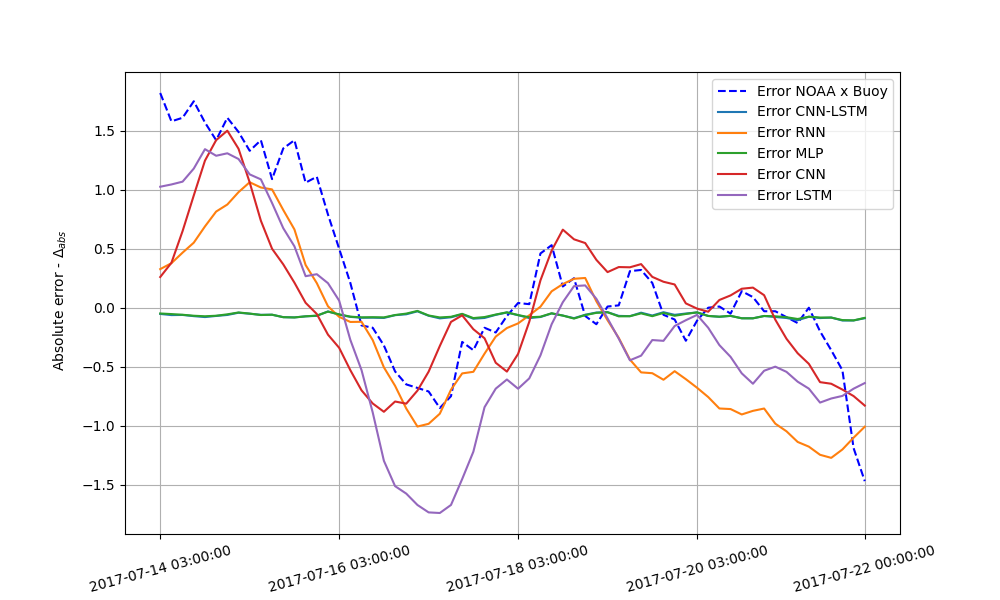 Error NOAA x Buoy
Error CNN-LSTM
Error RNN
Error MLP
Error CNN
Error LSTM
Absolute error - Δabs
1.5
1.0
0.5
0.0
−0.5
−1.0
−1.5
2017-07-14 03:00:00
2017-07-16 03:00:00
2017-07-18 03:00:00
2017-07-20 03:00:00
2017-07-22 00:00:00